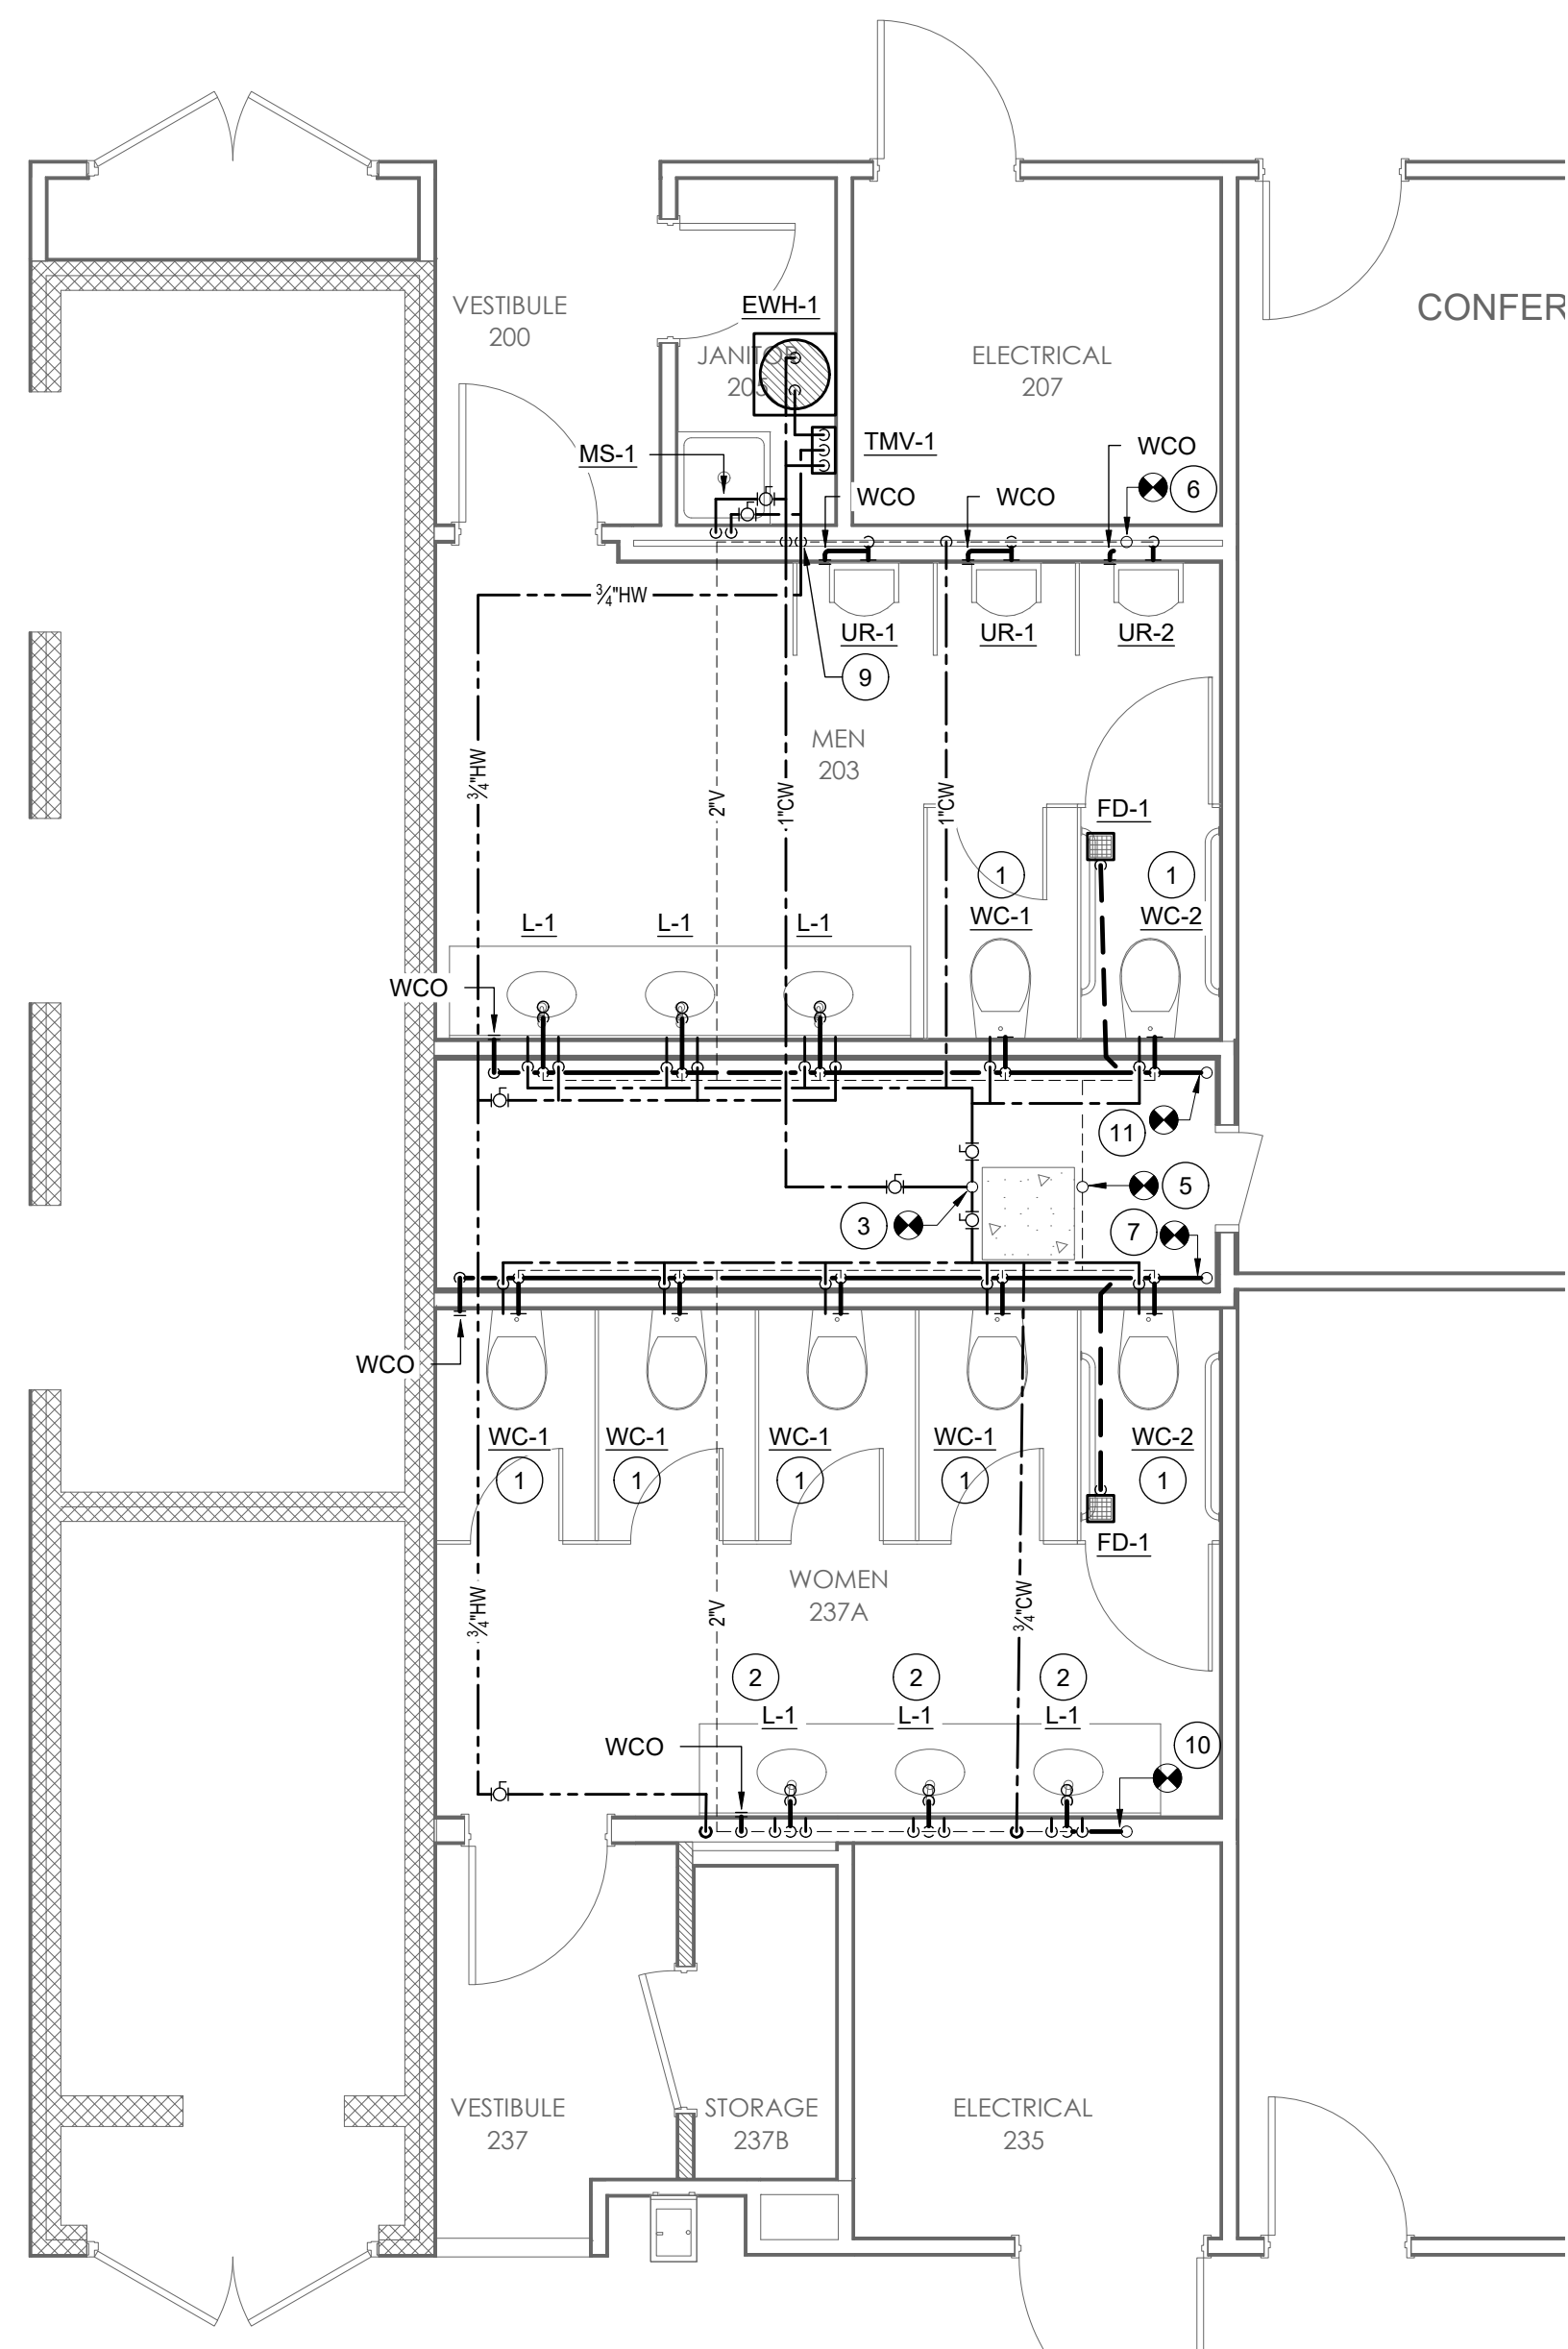 VESTIBULE
200
EWH-1
JANITOR
205
ELECTRICAL
207
CONFER
MS-1
TMV-1
WCO
WCO
WCO
6
¾"HW
UR-1
UR-1
UR-2
9
MEN
203
¾"HW
2"V
1"CW
1"CW
FD-1
1
1
L-1
L-1
L-1
WC-1
WC-2
WCO
11
5
3
7
WCO
WC-1
WC-1
WC-1
WC-1
WC-2
1
1
1
1
1
FD-1
WOMEN
237A
¾"HW
2"V
¾"CW
2
2
2
L-1
L-1
L-1
WCO
10
VESTIBULE
237
STORAGE
237B
ELECTRICAL
235